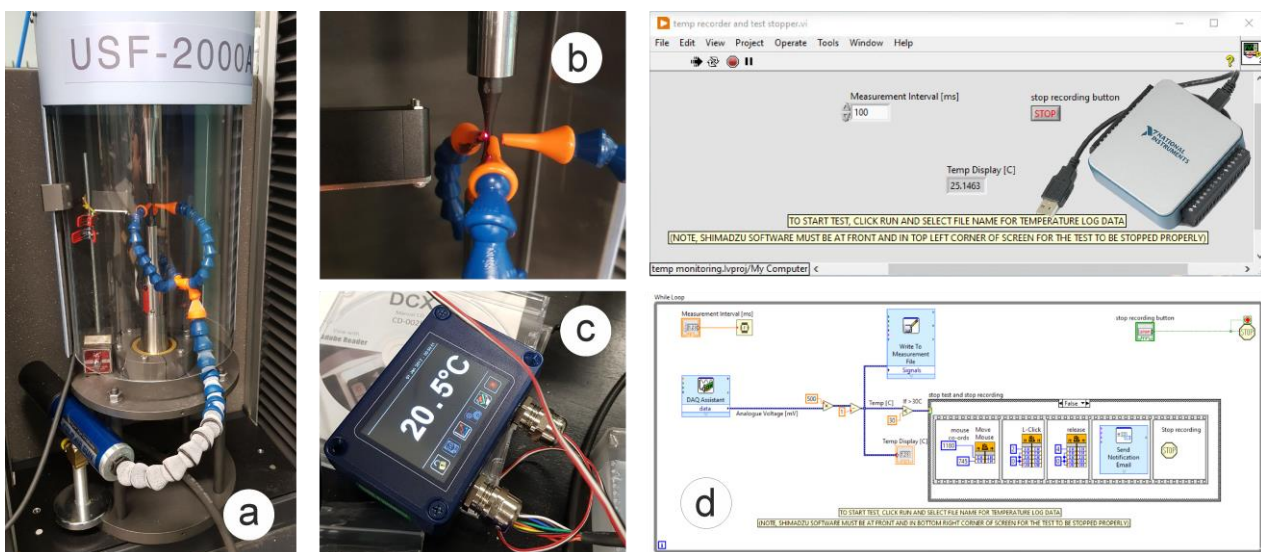 USF-2000A
a
b
DCX
20.5°C
c
temp recorder and test stopper.vi
File Edit View Project Operate Tools Window Help
Measurement Interval [ms]
100
stop recording button
STOP
NATIONAL
INSTRUMENTS
Temp Display [C]
25.1463
TO START TEST, CLICK RUN AND SELECT FILE NAME FOR TEMPERATURE LOG DATA
(NOTE, SHIMADZU SOFTWARE MUST BE AT FRONT AND IN TOP LEFT CORNER OF SCREEN FOR THE TEST TO BE STOPPED PROPERLY)
temp monitoring.lvproj/My Computer
While Loop
Measurement Interval [ms]
stop recording button
STOP
Write To
Measurement
File
Signals
DAQ Assistant
data
Analogue Voltage [mV]
500
1
Temp [C]
If >30C
30
Temp Display [C]
stop test and stop recording
False
mouse
co-ords
Move
Mouse
L-Click
release
Send
Notification
Email
Stop recording
STOP
TO START TEST, CLICK RUN AND SELECT FILE NAME FOR TEMPERATURE LOG DATA
(NOTE, SHIMADZU SOFTWARE MUST BE AT FRONT AND IN BOTTOM RIGHT CORNER OF SCREEN FOR THE TEST TO BE STOPPED PROPERLY)
i
d